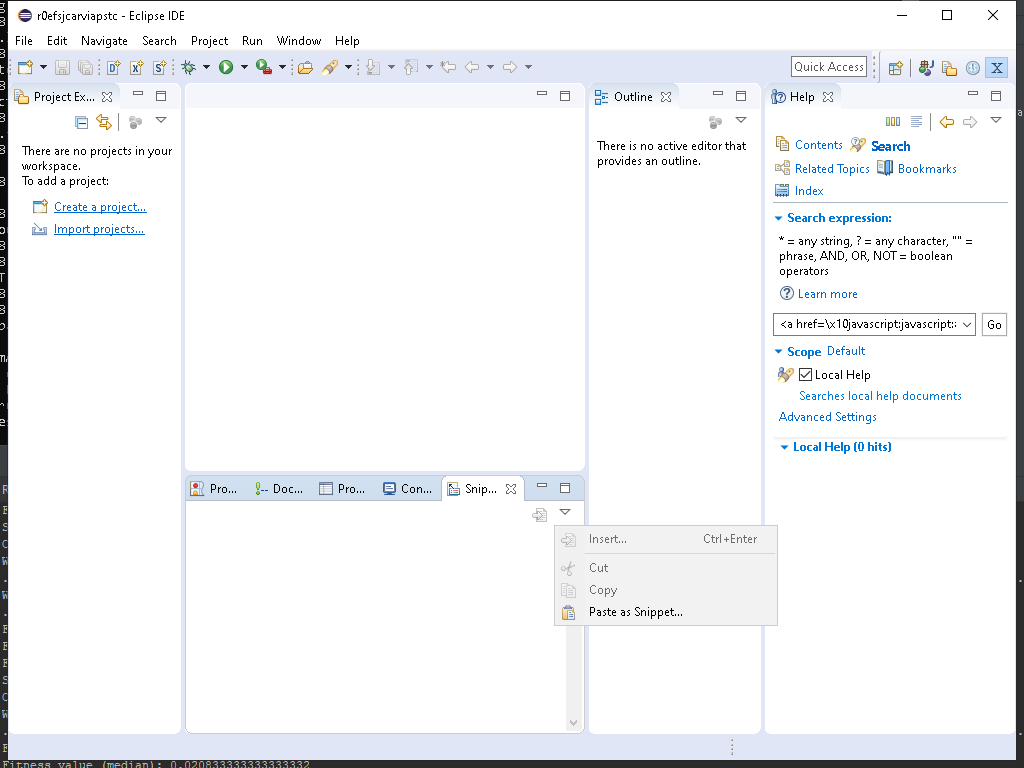 r0efsjcarviapstc - Eclipse IDE
File Edit Navigate Search Project Run Window Help
Quick Access
Project Ex...
There are no projects in your
workspace.
To add a project:
Create a project...
Import projects...
Outline
There is no active editor that
provides an outline.
Help
Contents Search
Related Topics Bookmarks
Index
Search expression:
* = any string, ? = any character, "" =
phrase, AND, OR, NOT = boolean
operators
Learn more
<a href=\x10javascript:javascript:
Go
Scope Default
Local Help
Searches local help documents
Advanced Settings
Local Help (0 hits)
Pro... Doc... Pro... Con... Snip...
Insert... Ctrl+Enter
Cut
Copy
Paste as Snippet...
Fitness value (median): 0.020833333333333332